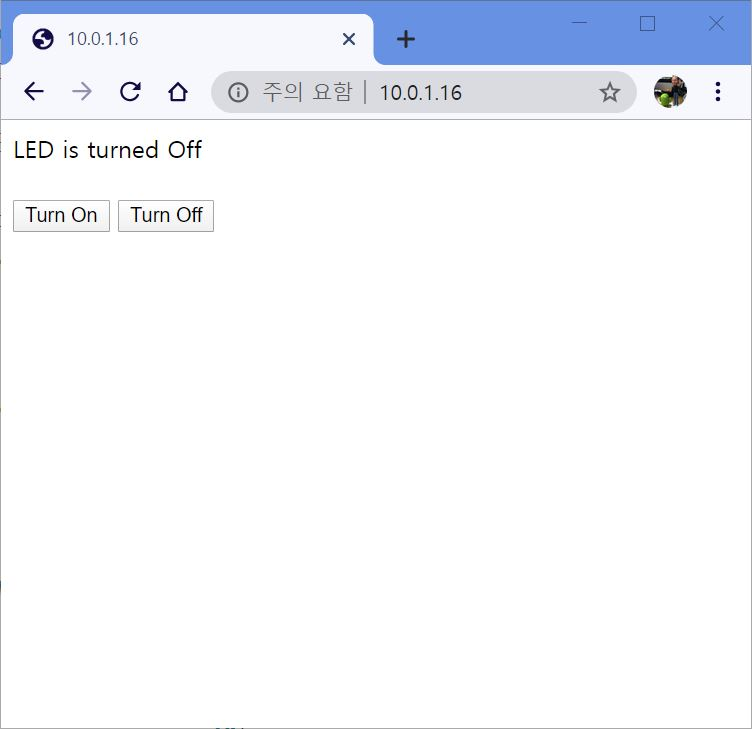 10.0.1.16
주의 요함 | 10.0.1.16
LED is turned Off
Turn On Turn Off